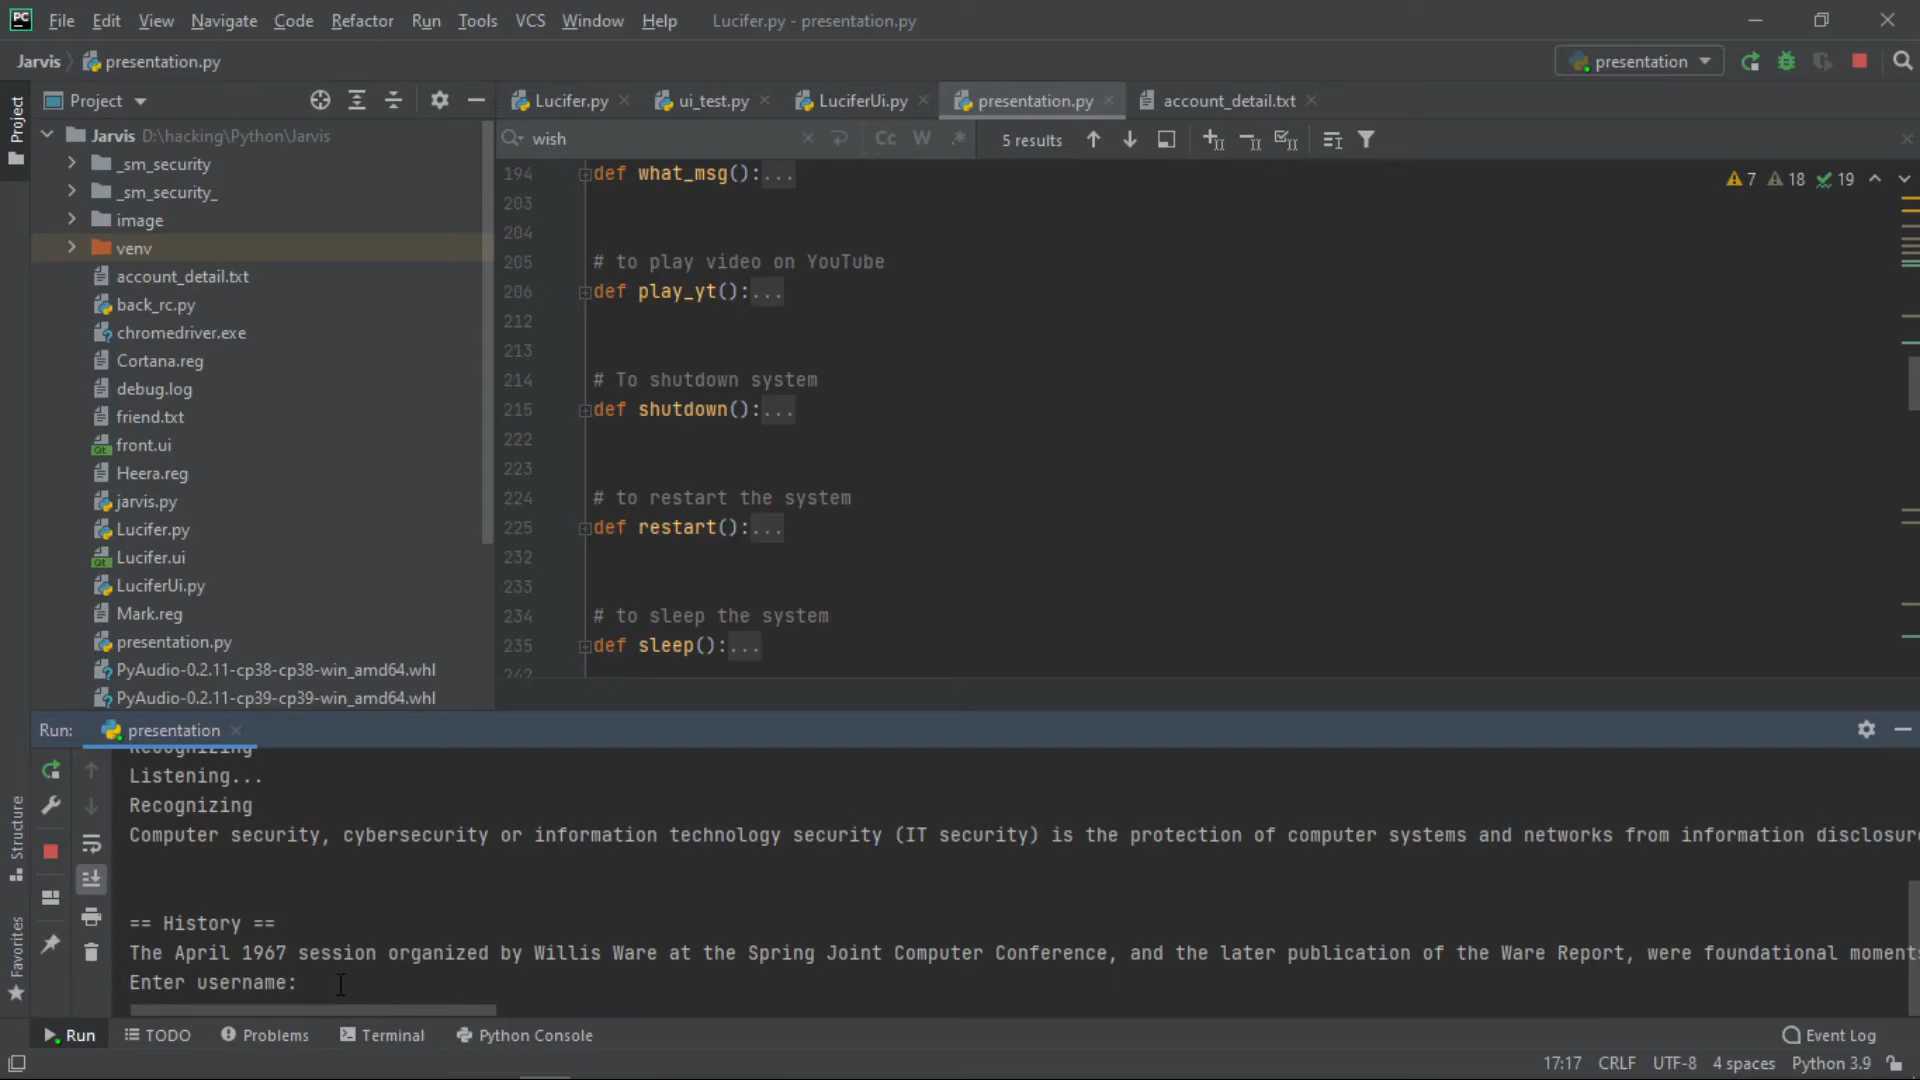 PC File Edit View Navigate Code Refactor Run Tools VCS Window Help Lucifer.py - presentation.py
Jarvis presentation.py presentation
Project Lucifer.py ui_test.py LuciferUi.py presentation.py account_detail.txt
wish Cc W .* 5 results
7 18 19
Project
Jarvis D:\hacking\Python\Jarvis
_sm_security
_sm_security_
image
venv
account_detail.txt
back_rc.py
chromedriver.exe
Cortana.reg
debug.log
friend.txt
front.ui
Heera.reg
jarvis.py
Lucifer.py
Lucifer.ui
LuciferUi.py
Mark.reg
presentation.py
PyAudio-0.2.11-cp38-cp38-win_amd64.whl
PyAudio-0.2.11-cp39-cp39-win_amd64.whl
194 def what_msg():...
203
204
205 # to play video on YouTube
206 def play_yt():...
212
213
214 # To shutdown system
215 def shutdown():...
222
223
224 # to restart the system
225 def restart():...
232
233
234 # to sleep the system
235 def sleep():...
242
Run: presentation
Recognizing
Listening...
Recognizing
Computer security, cybersecurity or information technology security (IT security) is the protection of computer systems and networks from information disclosur
== History ==
The April 1967 session organized by Willis Ware at the Spring Joint Computer Conference, and the later publication of the Ware Report, were foundational moment
Enter username:
Structure
Favorites
Run TODO Problems Terminal Python Console Event Log
17:17 CRLF UTF-8 4 spaces Python 3.9